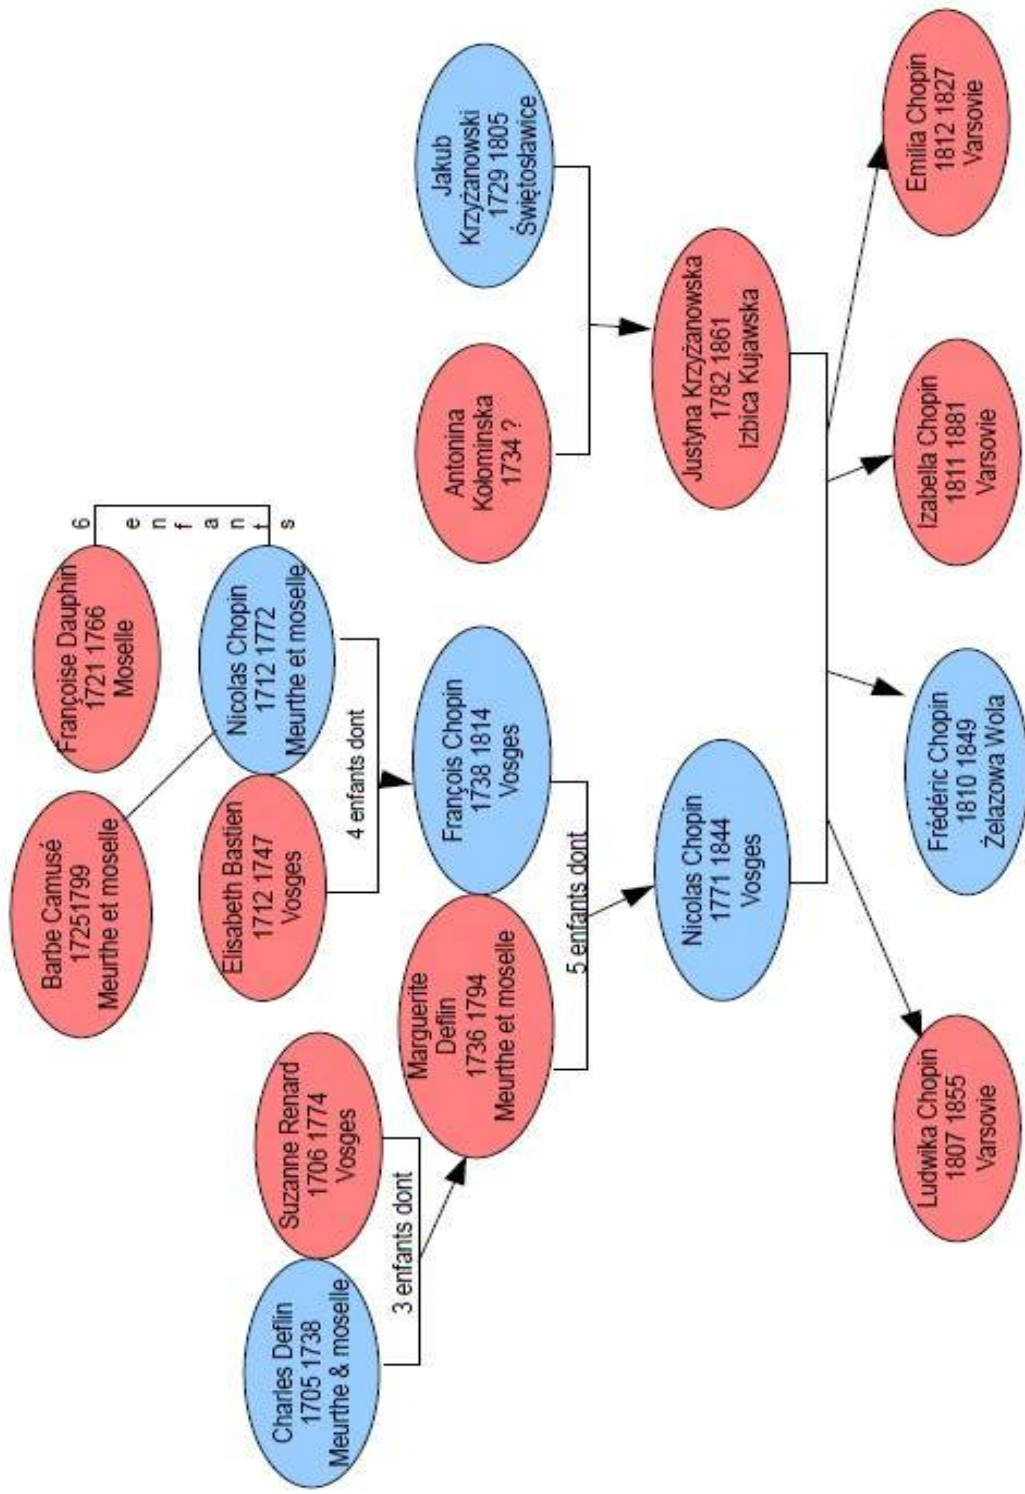 Barbe Camusé
17251799
Meurthe et moselle
Françoise Dauphin
1721 1766
Moselle
6
e
n
f
a
n
t
s
Charles Deflin
1705 1738
Meurthe & moselle
Suzanne Renard
1706 1774
Vosges
Elisabeth Bastien
1712 1747
Vosges
Nicolas Chopin
1712 1772
Meurthe et moselle
3 enfants dont
4 enfants dont
Marguerite
Deflin
1736 1794
Meurthe et moselle
François Chopin
1738 1814
Vosges
Antonina
Kołomińska
1734 ?
Jakub
Krzyżanowski
1729 1805
Świętosławice
5 enfants dont
Nicolas Chopin
1771 1844
Vosges
Justyna Krzyżanowska
1782 1861
Izbica Kujawska
Ludwika Chopin
1807 1855
Varsovie
Frédéric Chopin
1810 1849
Żelazowa Wola
Izabella Chopin
1811 1881
Varsovie
Emilia Chopin
1812 1827
Varsovie